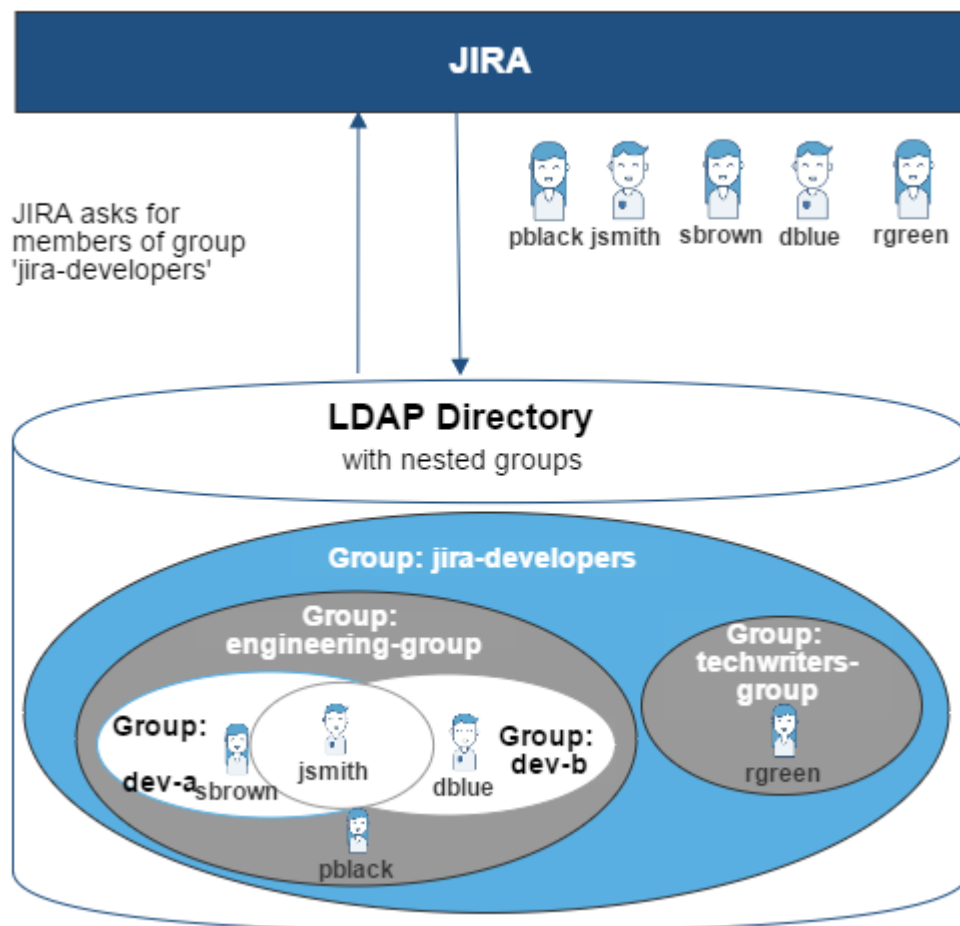 JIRA
JIRA asks for
members of group
'jira-developers'
pblack jsmith sbrown dblue rgreen
LDAP Directory
with nested groups
Group: jira-developers
Group:
engineering-group
Group:
dev-a
sbrown
jsmith
dblue
Group:
dev-b
pblack
Group:
techwriters-
group
rgreen